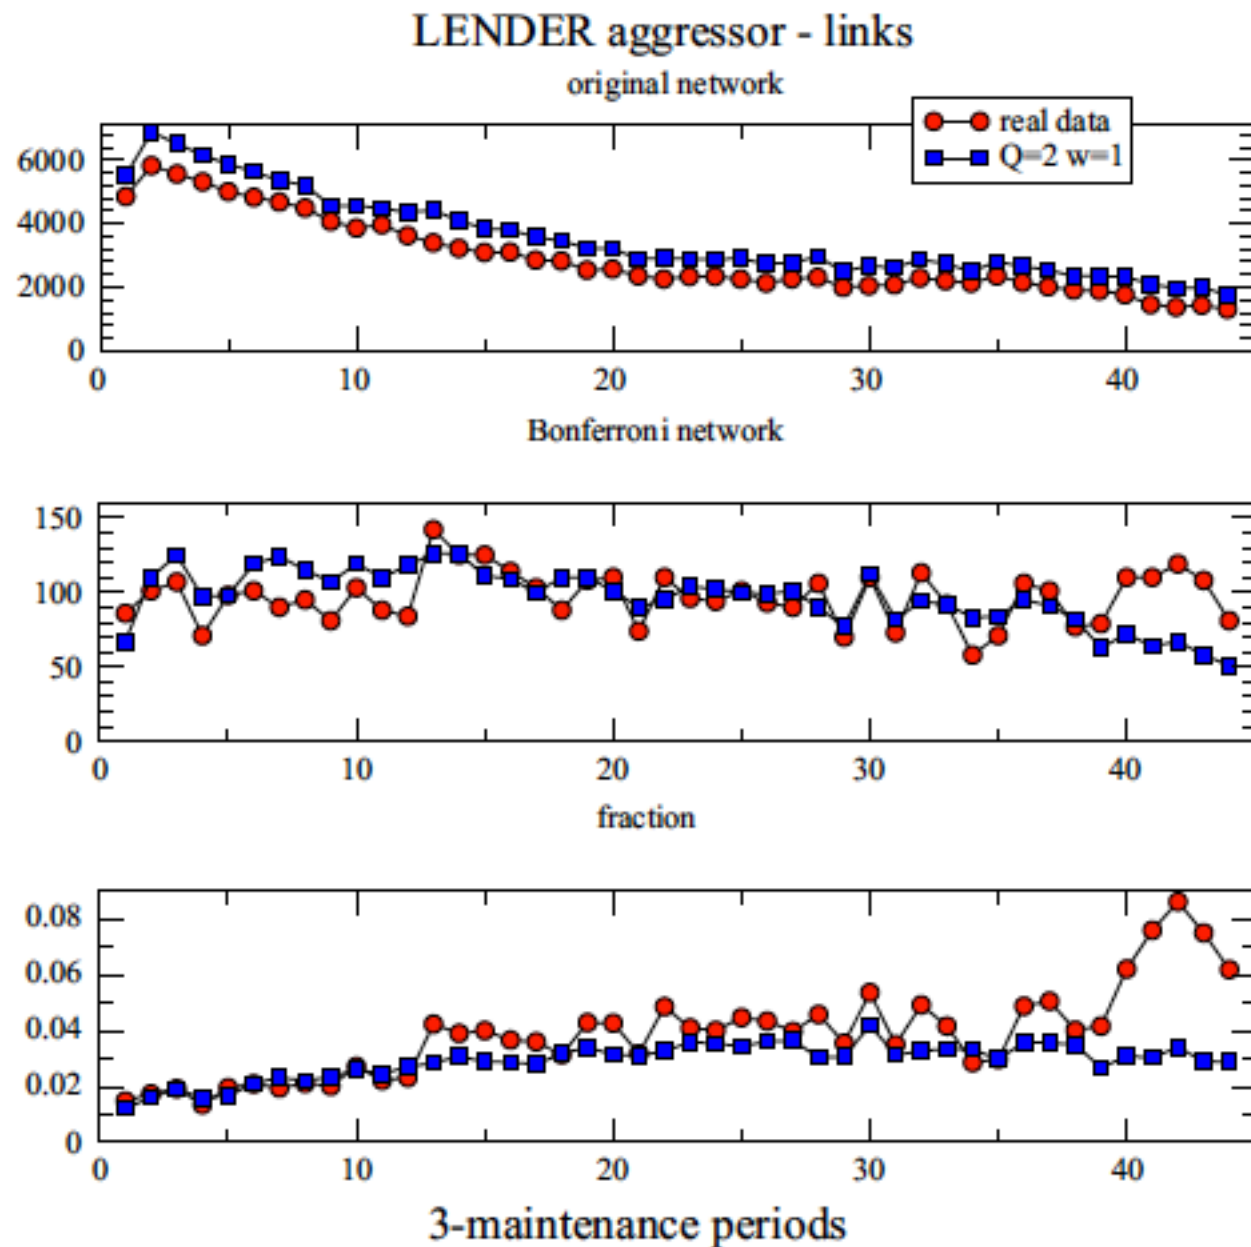 LENDER aggressor - links
original network
real data
Q=2 w=1
6000
4000
2000
0
0 10 20 30 40
Bonferroni network
150
100
50
0
0 10 20 30 40
fraction
0.08
0.06
0.04
0.02
0
0 10 20 30 40
3-maintenance periods